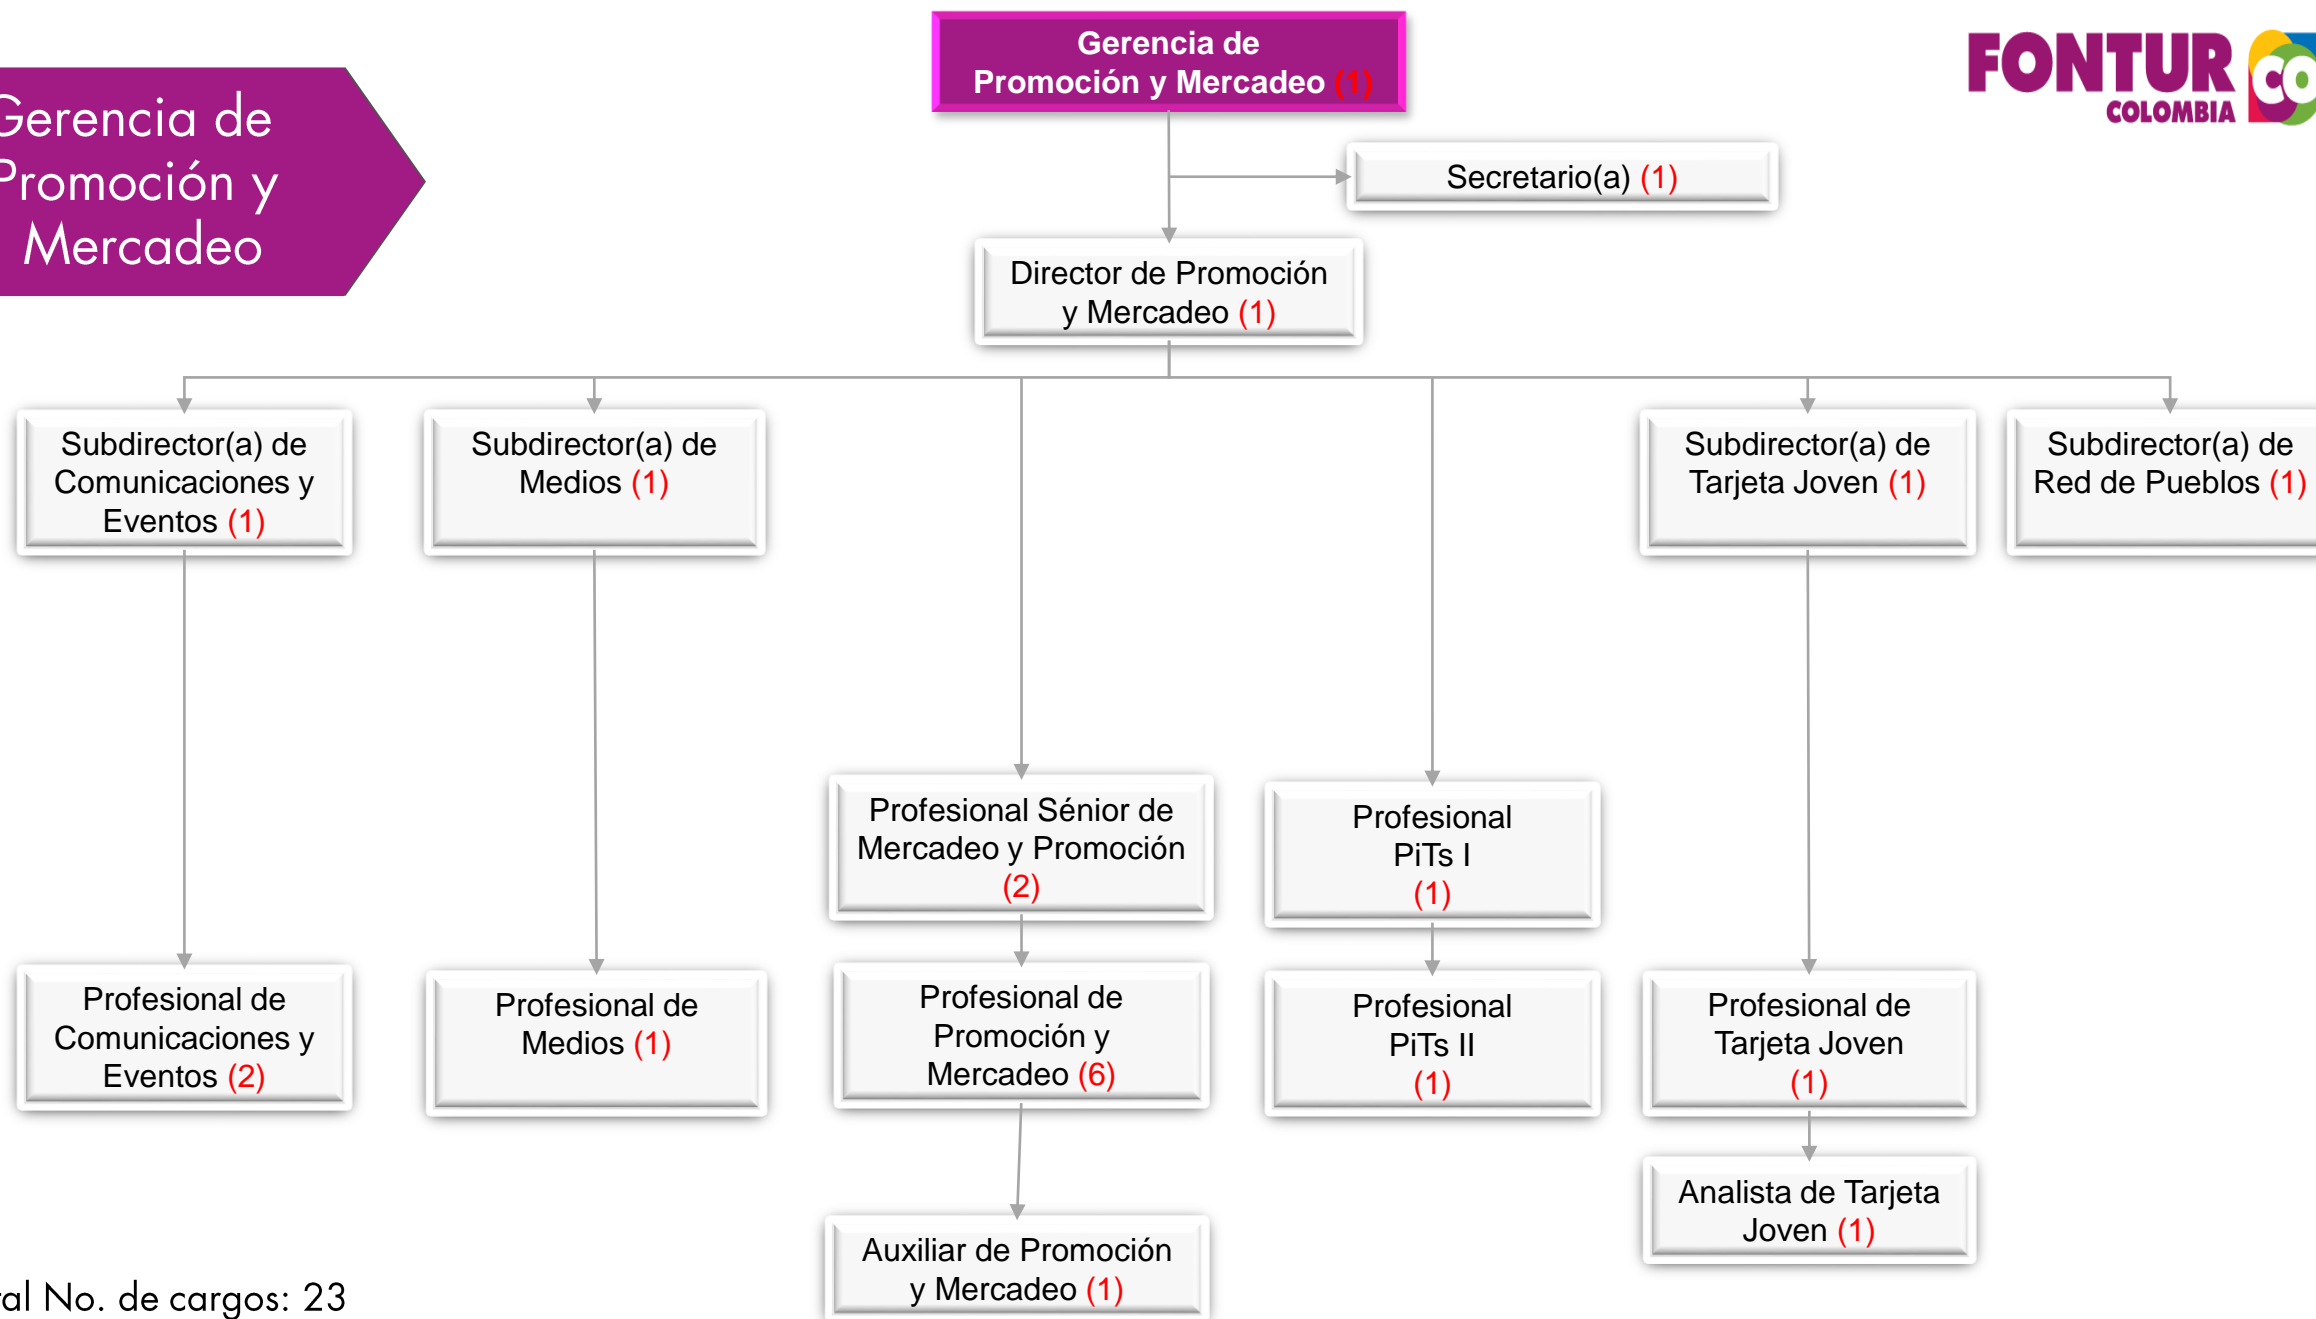 Gerencia de
Promoción y Mercadeo (1)
FONTUR
COLOMBIA
CO
Gerencia de
Promoción y
Mercadeo
Secretario(a) (1)
Director de Promoción
y Mercadeo (1)
Subdirector(a) de
Comunicaciones y
Eventos (1)
Subdirector(a) de
Medios (1)
Subdirector(a) de
Tarjeta Joven (1)
Subdirector(a) de
Red de Pueblos (1)
Profesional Sénior de
Mercadeo y Promoción
(2)
Profesional
PiTs I
(1)
Profesional de
Comunicaciones y
Eventos (2)
Profesional de
Medios (1)
Profesional de
Promoción y
Mercadeo (6)
Profesional
PiTs II
(1)
Profesional de
Tarjeta Joven
(1)
Analista de Tarjeta
Joven (1)
Auxiliar de Promoción
y Mercadeo (1)
al No. de cargos: 23